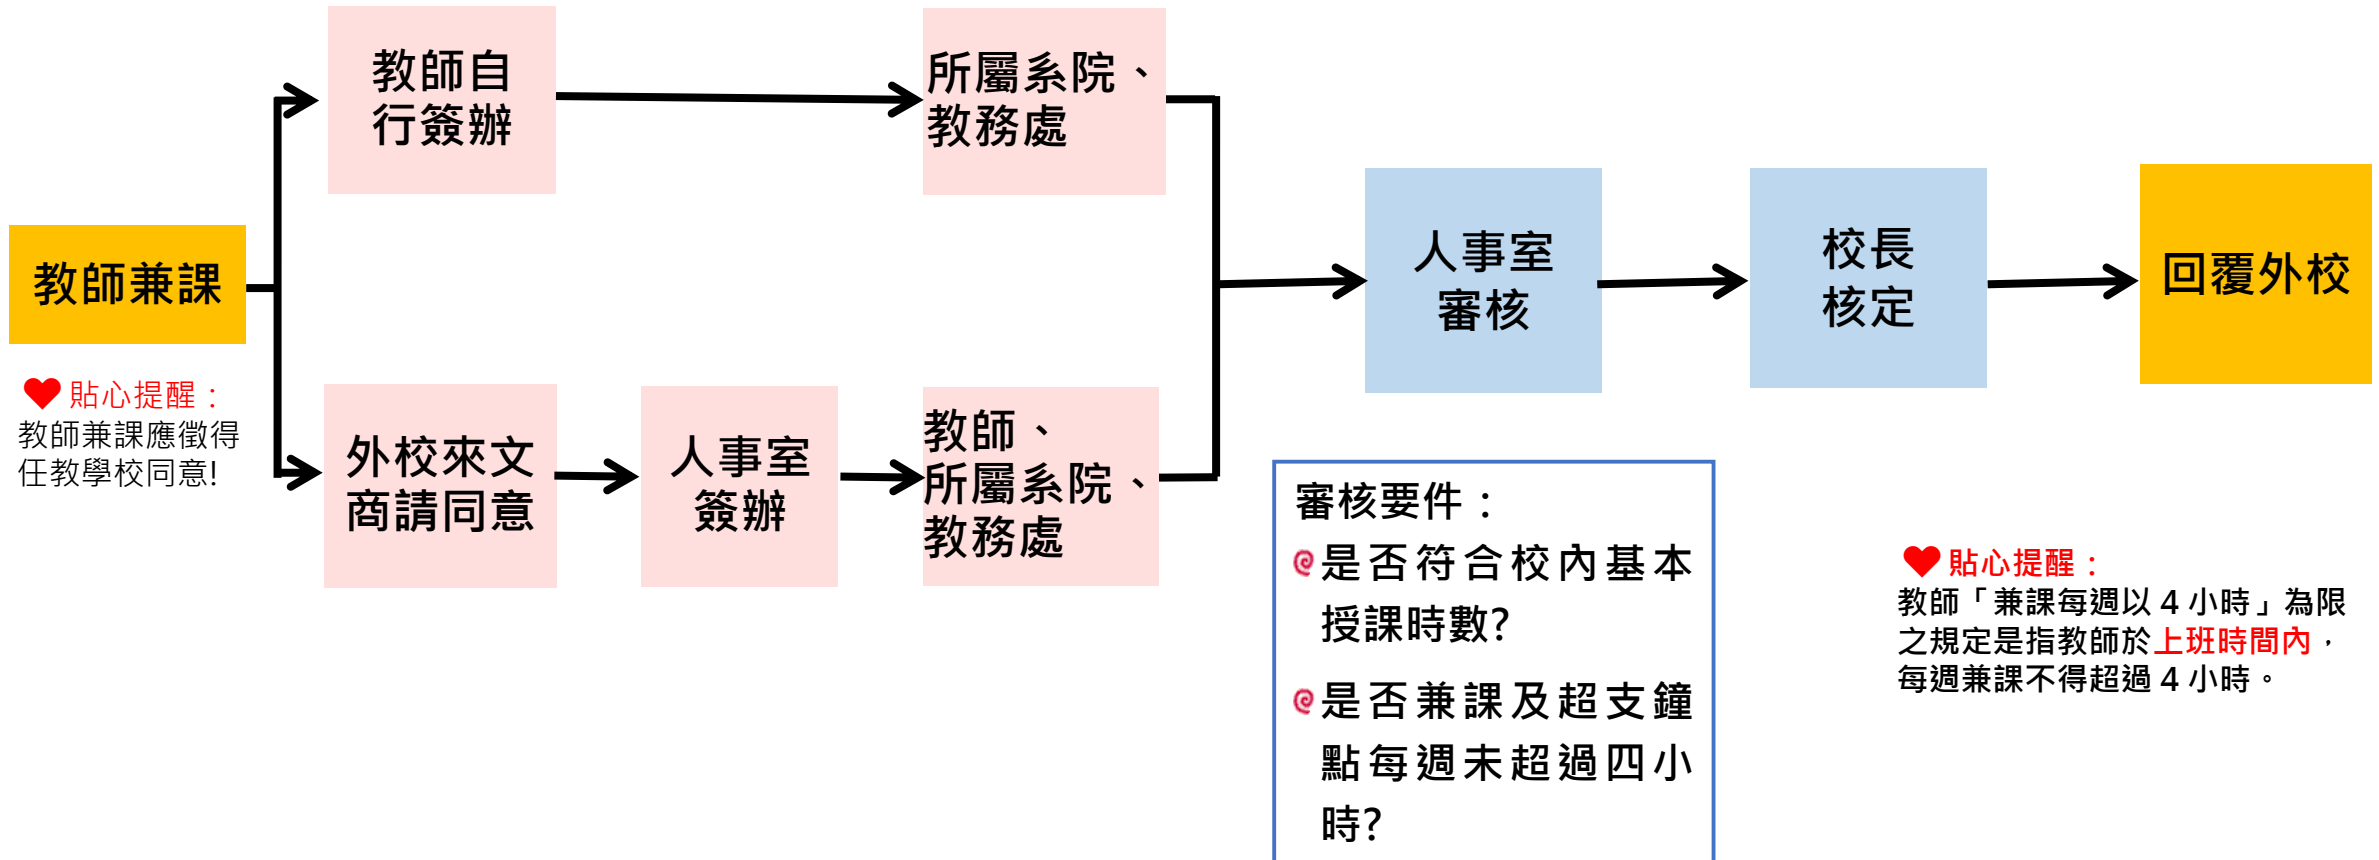 教師兼課
貼心提醒：
教師兼課應徵得
任教學校同意!
教師自
行簽辦
所屬系院、
教務處
外校來文
商請同意
人事室
簽辦
教師、
所屬系院、
教務處
人事室
審核
校長
核定
回覆外校
審核要件：
是否符合校內基本
授課時數?
是否兼課及超支鐘
點每週未超過四小
時?
貼心提醒：
教師「兼課每週以4小時」為限
之規定是指教師於上班時間內，
每週兼課不得超過4小時。